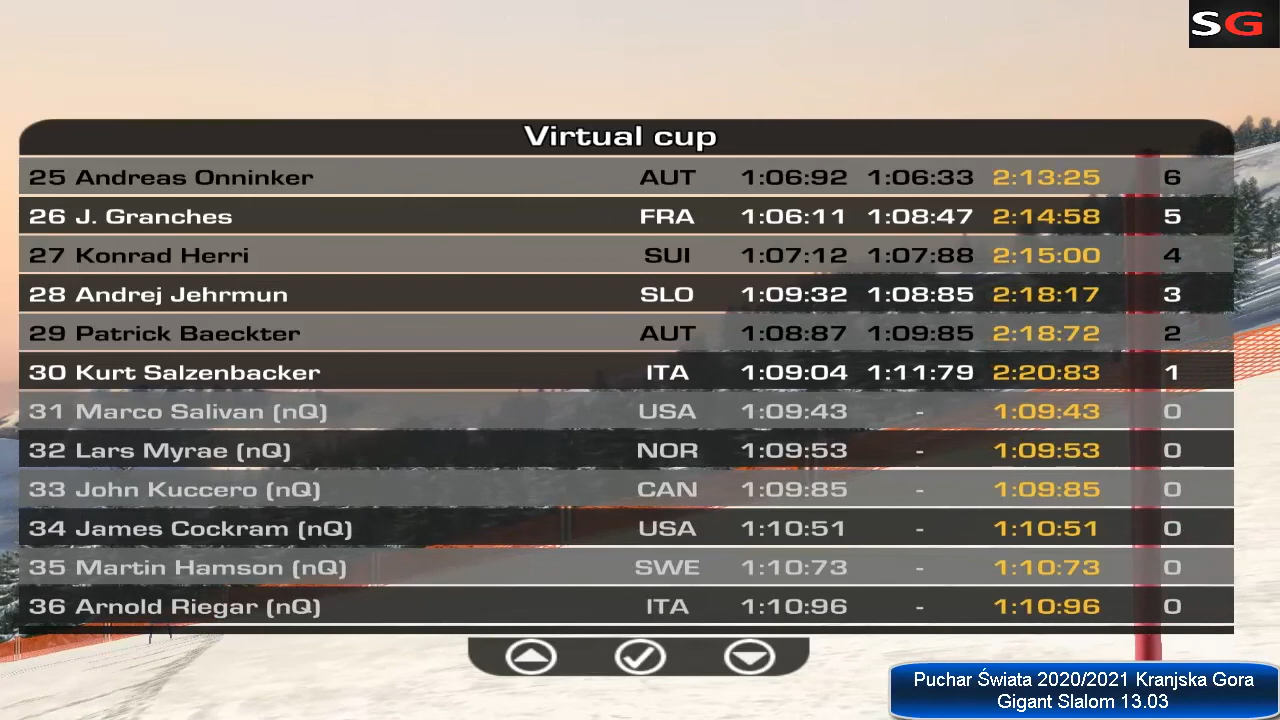 SG
Virtual cup
25 Andreas Onninker AUT 1:06:92 1:06:33 2:13:25 6
26 J. Granches FRA 1:06:11 1:08:47 2:14:58 5
27 Konrad Herri SUI 1:07:12 1:07:88 2:15:00 4
28 Andrej Jehrmun SLO 1:09:32 1:08:85 2:18:17 3
29 Patrick Baeckter AUT 1:08:87 1:09:85 2:18:72 2
30 Kurt Salzenbacker ITA 1:09:04 1:11:79 2:20:83 1
31 Marco Salivan (nQ) USA 1:09:43 - 1:09:43 0
32 Lars Myrae (nQ) NOR 1:09:53 - 1:09:53 0
33 John Kuccero (nQ) CAN 1:09:85 - 1:09:85 0
34 James Cockram (nQ) USA 1:10:51 - 1:10:51 0
35 Martin Hamson (nQ) SWE 1:10:73 - 1:10:73 0
36 Arnold Riegar (nQ) ITA 1:10:96 - 1:10:96 0
Puchar Świata 2020/2021 Kranjska Gora
Gigant Slalom 13.03